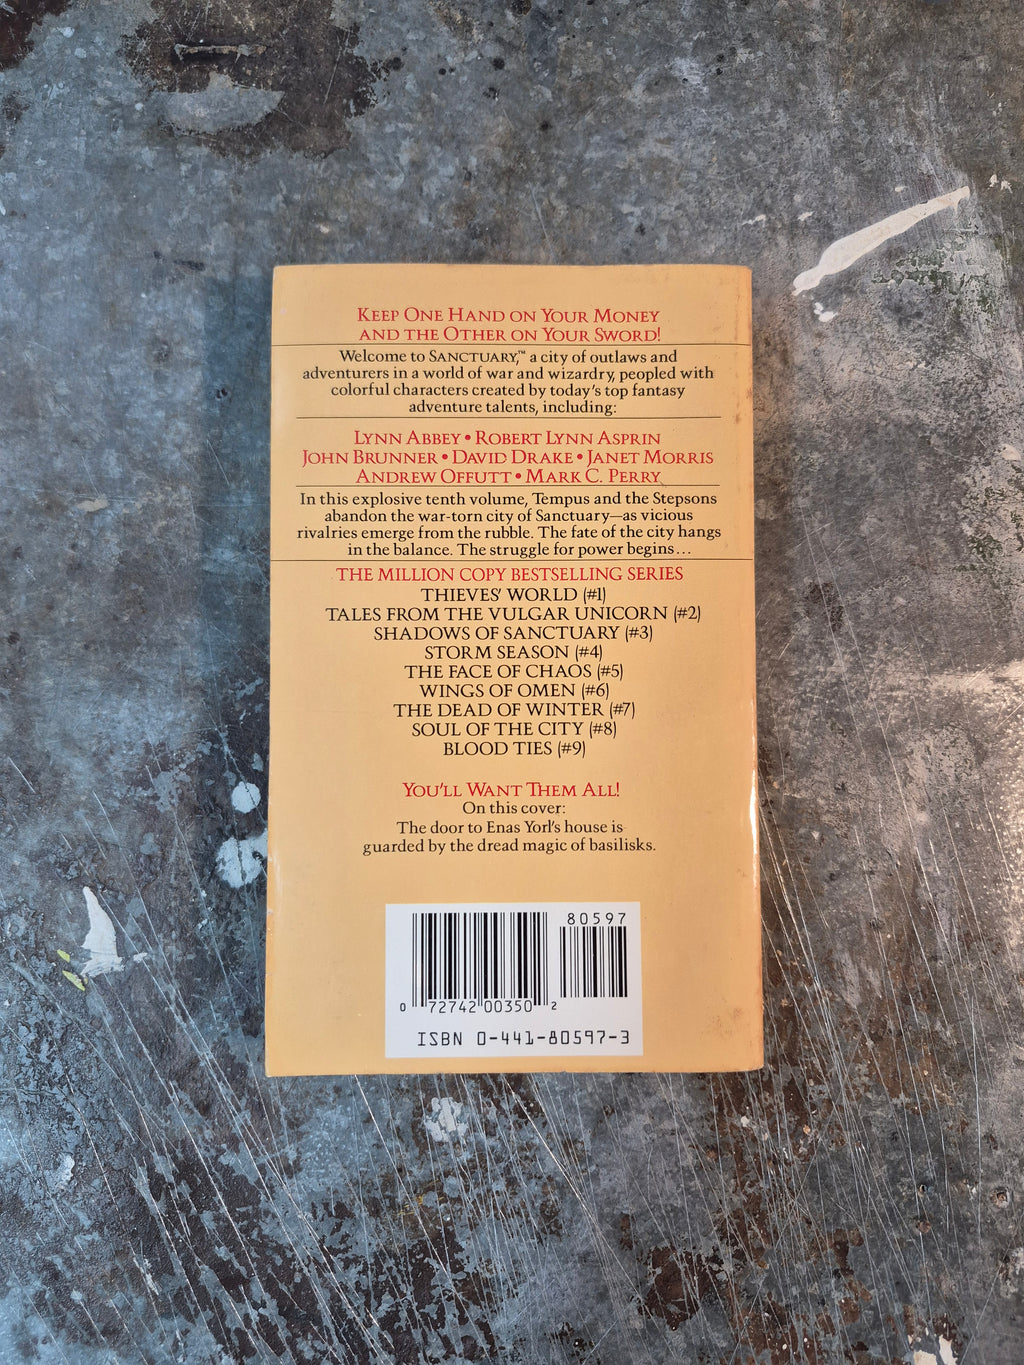 KEEP ONE HAND ON YOUR MONEY
AND THE OTHER ON YOUR SWORD!
Welcome to SANCTUARY,™ a city of outlaws and
adventurers in a world of war and wizardry, peopled with
colorful characters created by today's top fantasy
adventure talents, including:
LYNN ABBEY • ROBERT LYNN ASPRIN
JOHN BRUNNER • DAVID DRAKE • JANET MORRIS
ANDREW OFFUTT • MARK C. PERRY
In this explosive tenth volume, Tempus and the Stepsons
abandon the war-torn city of Sanctuary—as vicious
rivalries emerge from the rubble. The fate of the city hangs
in the balance. The struggle for power begins...
THE MILLION COPY BESTSELLING SERIES
THIEVES' WORLD (#1)
TALES FROM THE VULGAR UNICORN (#2)
SHADOWS OF SANCTUARY (#3)
STORM SEASON (#4)
THE FACE OF CHAOS (#5)
WINGS OF OMEN (#6)
THE DEAD OF WINTER (#7)
SOUL OF THE CITY (#8)
BLOOD TIES (#9)
YOU'LL WANT THEM ALL!
On this cover:
The door to Enas Yorl's house is
guarded by the dread magic of basilisks.
80597
0 72742 00350 2
ISBN 0-441-80597-3